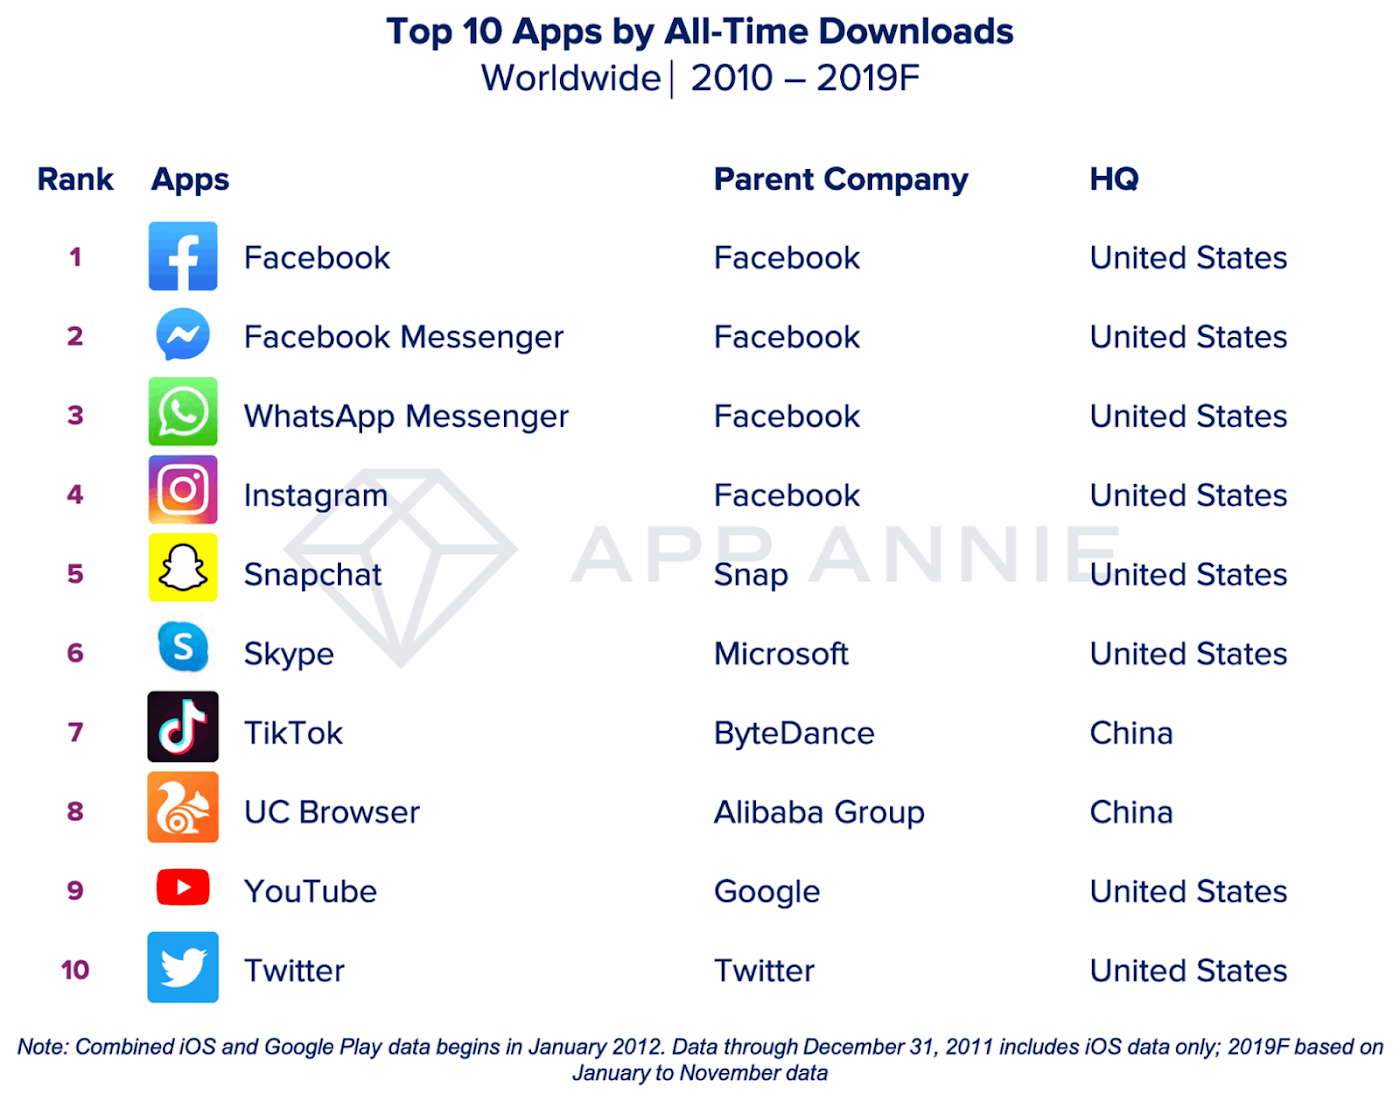 Top 10 Apps by All-Time Downloads
Worldwide| 2010 – 2019F
Rank Apps Parent Company HQ
1 Facebook Facebook United States
2 Facebook Messenger Facebook United States
3 WhatsApp Messenger Facebook United States
4 Instagram Facebook United States
APP ANNIE
5 Snapchat Snap United States
6 S Skype Microsoft United States
7 TikTok ByteDance China
8 UC Browser Alibaba Group China
9 YouTube Google United States
10 Twitter Twitter United States
Note: Combined iOS and Google Play data begins in January 2012. Data through December 31, 2011 includes iOS data only; 2019F based on
January to November data